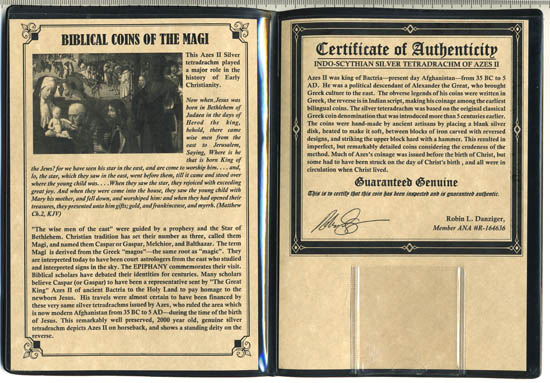 BIBLICAL COINS OF THE MAGI
This Azes II Silver
tetradrachm played
a major role in the
history of Early
Christianity.
Now when Jesus was
born in Bethlehem of
Judaea in the days of
Herod the king,
behold, there came
wise men from the
east to Jerusalem,
Saying, Where is he
that is born King of
the Jews? for we have seen his star in the east, and are come to worship him . . . and,
lo, the star, which they saw in the east, went before them, till it came and stood over
where the young child was. . . . When they saw the star, they rejoiced with exceeding
great joy. And when they were come into the house, they saw the young child with
Mary his mother, and fell down, and worshipped him: and when they had opened their
treasures, they presented unto him gifts; gold, and frankincense, and myrrh. (Matthew
Ch.2, KJV)
"The wise men of the east" were guided by a prophesy and the Star of
Bethlehem. Christian tradition has set their number as three, called them
Magi, and named them Caspar or Gaspar, Melchior, and Balthazar. The term
Magi is derived from the Greek "magos"—the same root as "magic". They
are interpreted today to have been court astrologers from the east who studied
and interpreted signs in the sky. The EPIPHANY commemorates their visit.
Biblical scholars have debated their identities for centuries. Many scholars
believe Caspar (or Gaspar) to have been a representative sent by "The Great
King" Azes II of ancient Bactria to the Holy Land to pay homage to the
newborn Jesus. His travels were almost certain to have been financed by
these very same silver tetradrachms issued by Azes, who ruled the area which
is now modern Afghanistan from 35 BC to 5 AD—during the time of the birth
of Jesus. This remarkably well preserved, 2000 year old, genuine silver
tetradrachm depicts Azes II on horseback, and shows a standing deity on the
reverse.
Certificate of Authenticity
INDO-SCYTHIAN SILVER TETRADRACHM OF AZES II
Azes II was king of Bactria—present day Afghanistan—from 35 BC to 5
AD. He was a political descendant of Alexander the Great, who brought
Greek culture to the east. The obverse legends of his coins were written in
Greek, the reverse is in Indian script, making his coinage among the earliest
bilingual coins. The silver tetradrachm was based on the original classical
Greek coin denomination that was introduced more than 5 centuries earlier.
The coins were hand-made by ancient artisans by placing a blank silver
disk, heated to make it soft, between blocks of iron carved with reversed
designs, and striking the upper block hard with a hammer. This resulted in
imperfect, but remarkably detailed coins considering the crudeness of the
method. Much of Azes's coinage was issued before the birth of Christ, but
some had to have been struck on the day of Christ's birth , and all were in
circulation when Christ lived.
Guaranteed Genuine
This is to certify that this coin has been inspected and is guaranteed authentic.
Robin L. Danziger,
Member ANA #R-164636